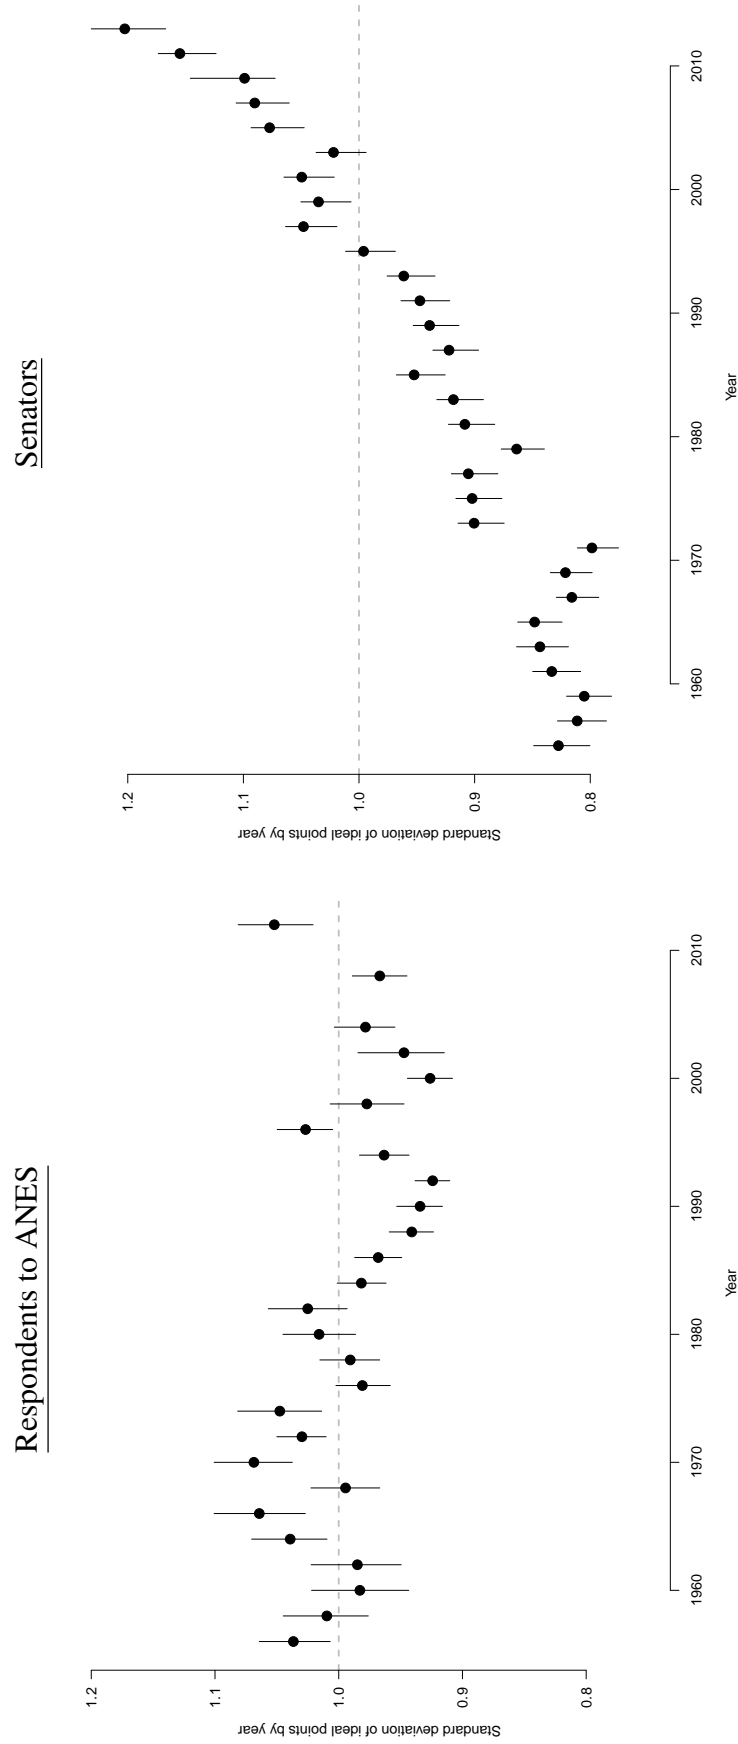 Respondents to ANES
Standard deviation of ideal points by year
1.2
1.1
1.0
0.9
0.8
1960 1970 1980 1990 2000 2010
Year
Senators
Standard deviation of ideal points by year
1.2
1.1
1.0
0.9
0.8
1960 1970 1980 1990 2000 2010
Year